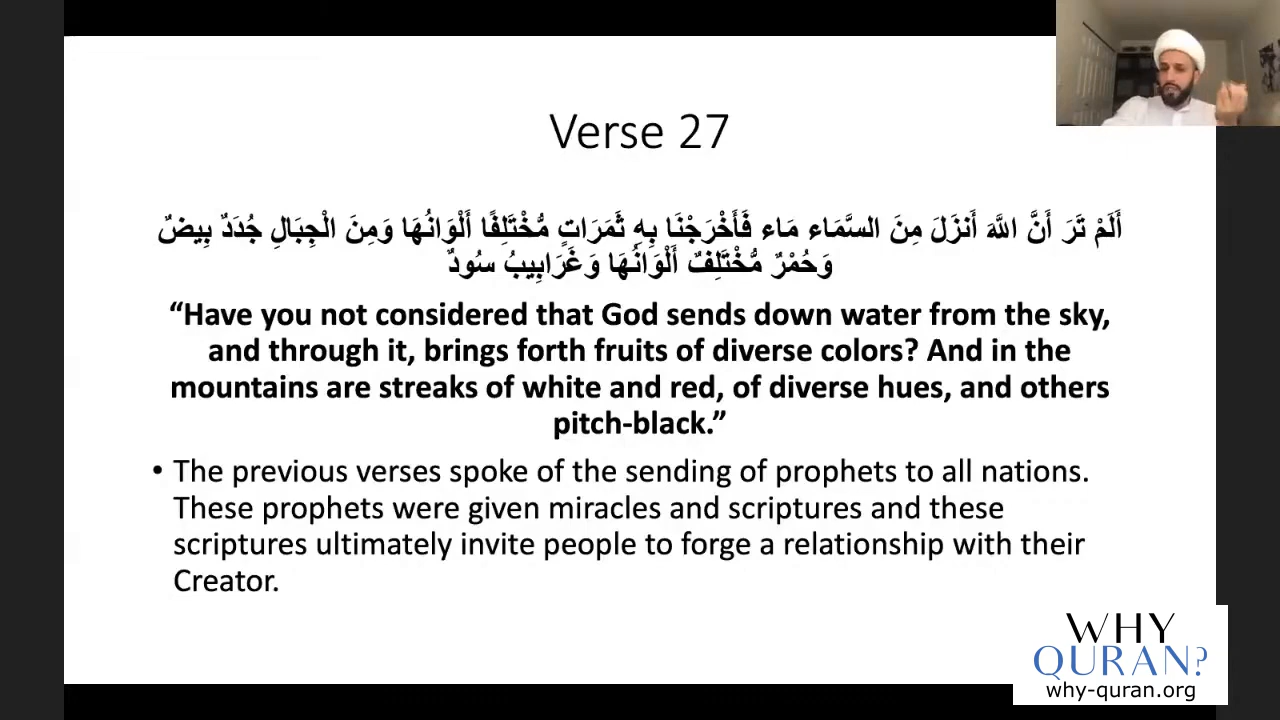 Verse 27
أَلَمْ تَرَ أَنَّ اللَّهَ أَنزَلَ مِنَ السَّمَاء مَاء فَأَخْرَجْنَا بِهِ ثَمَرَاتٍ مُّخْتَلِفًا أَلْوَانُهَا وَمِنَ الْجِبَالِ جُدَدٌ بِيضٌ
وَحُمْرٌ مُّخْتَلِفٌ أَلْوَانُهَا وَغَرَابِيبُ سُودٌ
“Have you not considered that God sends down water from the sky,
and through it, brings forth fruits of diverse colors? And in the
mountains are streaks of white and red, of diverse hues, and others
pitch-black.”
• The previous verses spoke of the sending of prophets to all nations.
These prophets were given miracles and scriptures and these
scriptures ultimately invite people to forge a relationship with their
Creator.
WHY
QURAN?
why-quran.org